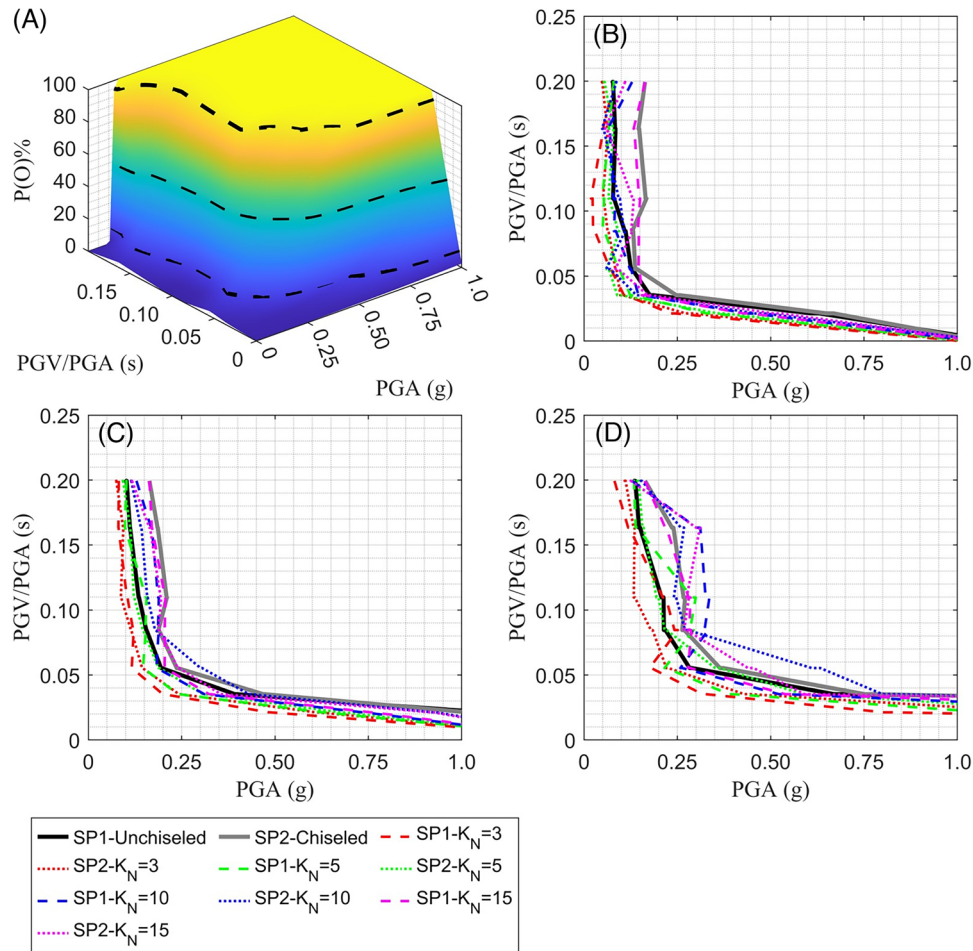 (A)
100
80
60
40
20
0
P(O)%
0.15
0.10
0.05
0
PGV/PGA (s)
0
0.25
0.50
0.75
1.0
PGA (g)
(B)
0.25
0.20
0.15
0.10
0.05
0
PGV/PGA (s)
0
0.25
0.50
0.75
1.0
PGA (g)
(C)
0.25
0.20
0.15
0.10
0.05
0
PGV/PGA (s)
0
0.25
0.50
0.75
1.0
PGA (g)
(D)
0.25
0.20
0.15
0.10
0.05
0
PGV/PGA (s)
0
0.25
0.50
0.75
1.0
PGA (g)
SP1-Unchiseled
SP2-Chiseled
SP1-K_N=3
SP2-K_N=3
SP1-K_N=5
SP2-K_N=5
SP1-K_N=10
SP2-K_N=10
SP1-K_N=15
SP2-K_N=15